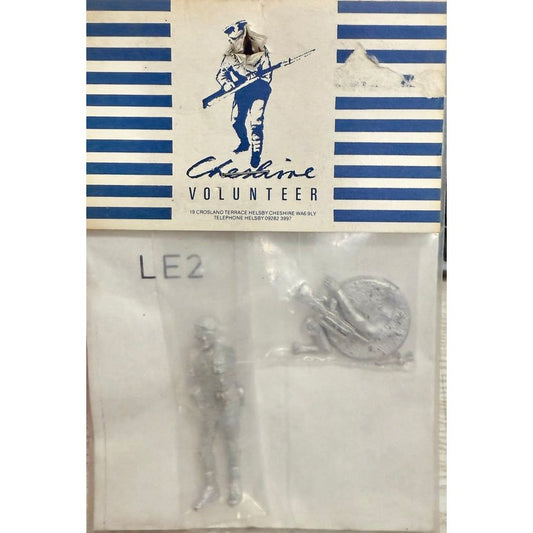 Cheshire
VOLUNTEER
19 CROSLAND TERRACE HELSBY CHESHIRE WA6 9LY
TELEPHONE HELSBY 09282 3997
LE2